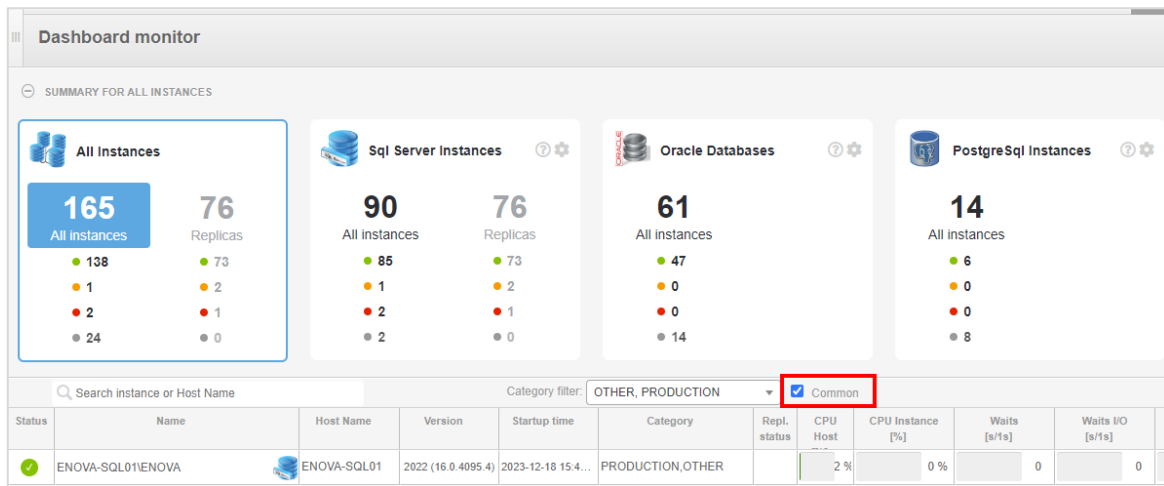 Dashboard monitor
SUMMARY FOR ALL INSTANCES
All Instances
165
All instances
76
Replicas
138
73
1
2
2
1
24
0
Sql Server Instances
90
All instances
76
Replicas
85
73
1
2
2
1
2
0
ORACLE
Oracle Databases
61
All instances
47
0
0
14
PostgreSql Instances
14
All instances
6
0
0
8
Search instance or Host Name
Category filter: OTHER, PRODUCTION
Common
Status Name Host Name Version Startup time Category Repl. status CPU Host CPU Instance [%] Waits [s/1s] Waits I/O [s/1s]
ENOVA-SQL01\ENOVA ENOVA-SQL01 2022 (16.0.4095.4) 2023-12-18 15:4... PRODUCTION,OTHER 2 % 0 % 0 0